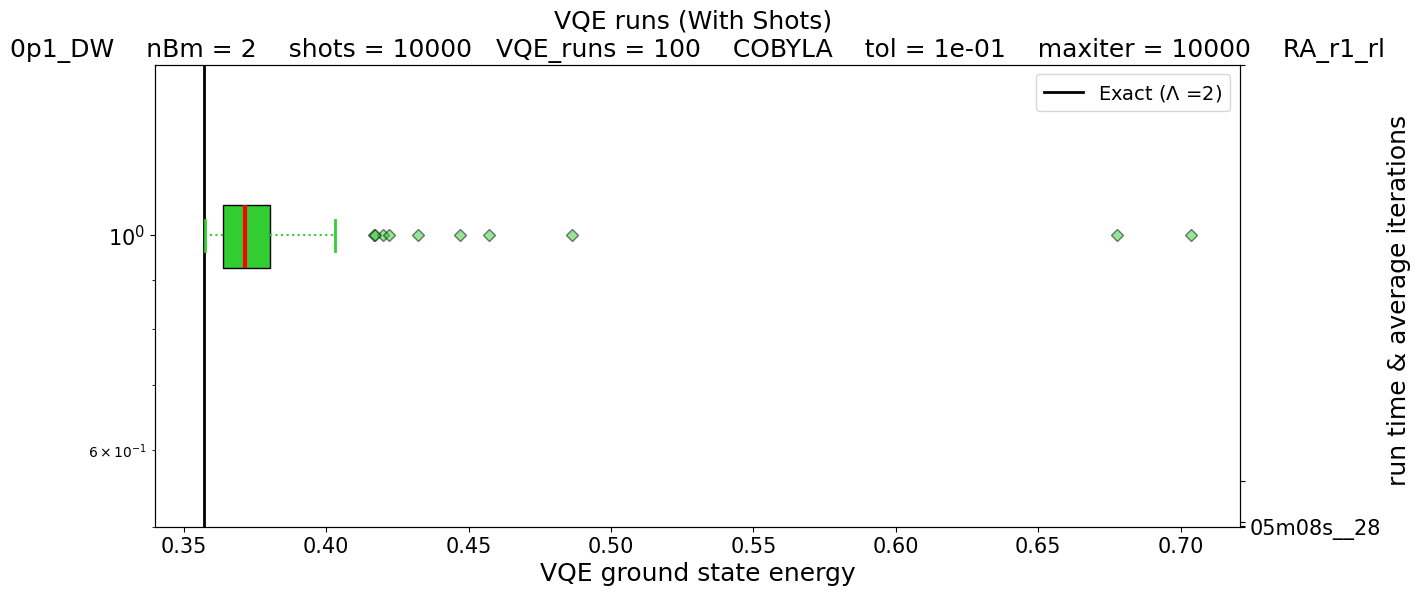 VQE runs (With Shots)
0p1_DW nBm = 2 shots = 10000 VQE_runs = 100 COBYLA tol = 1e-01 maxiter = 10000 RA_r1_rl
Exact (Λ =2)
10⁰
6 × 10⁻¹
run time & average iterations
05m08s__28
0.35 0.40 0.45 0.50 0.55 0.60 0.65 0.70
VQE ground state energy